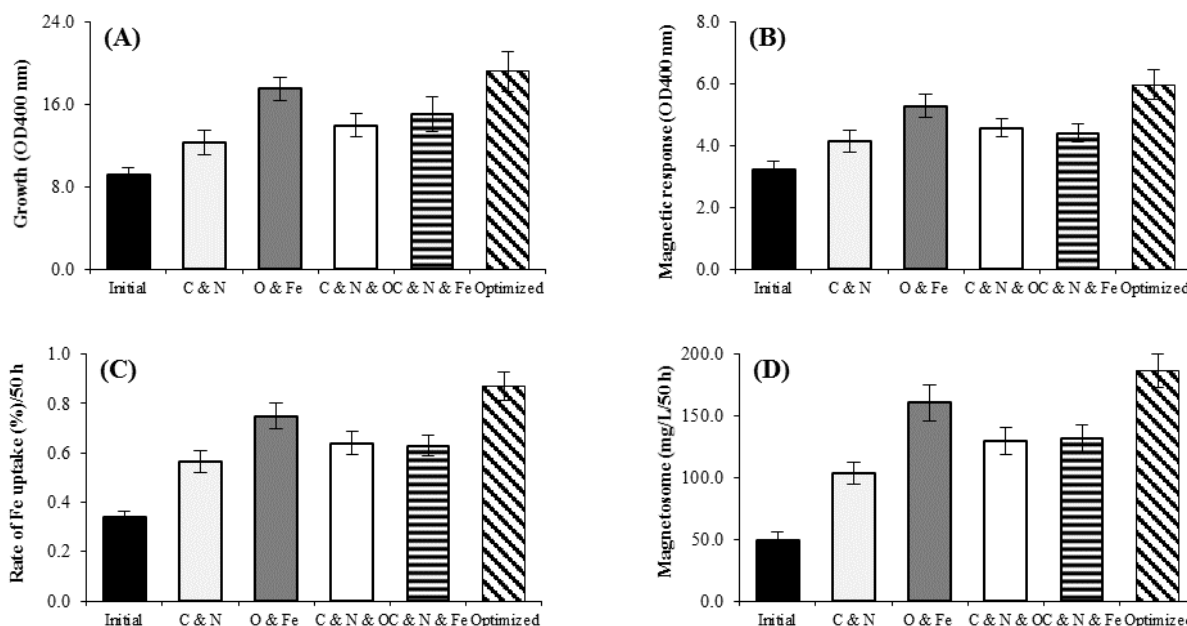 (A)
Growth (OD400 nm)
24.0
16.0
8.0
0.0
Initial C & N O & Fe C & N & O C & N & Fe Optimized
(B)
Magnetic response (OD400 nm)
8.0
6.0
4.0
2.0
0.0
Initial C & N O & Fe C & N & O C & N & Fe Optimized
(C)
Rate of Fe uptake (%)/50 h
1.0
0.8
0.6
0.4
0.2
0.0
Initial C & N O & Fe C & N & O C & N & Fe Optimized
(D)
Magnetosome (mg/L/50 h)
200.0
150.0
100.0
50.0
0.0
Initial C & N O & Fe C & N & O C & N & Fe Optimized